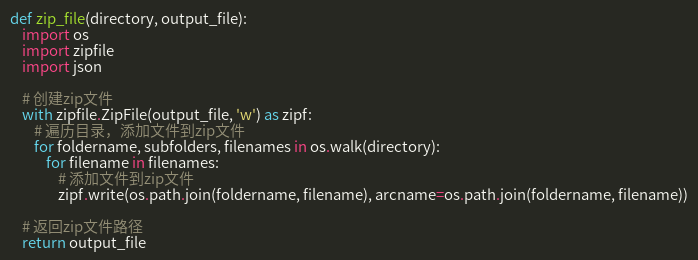 def zip_file(directory, output_file):
    import os
    import zipfile
    import json

    # 创建zip文件
    with zipfile.ZipFile(output_file, 'w') as zipf:
        # 遍历目录，添加文件到zip文件
        for foldername, subfolders, filenames in os.walk(directory):
            for filename in filenames:
                # 添加文件到zip文件
                zipf.write(os.path.join(foldername, filename), arcname=os.path.join(foldername, filename))

    # 返回zip文件路径
    return output_file